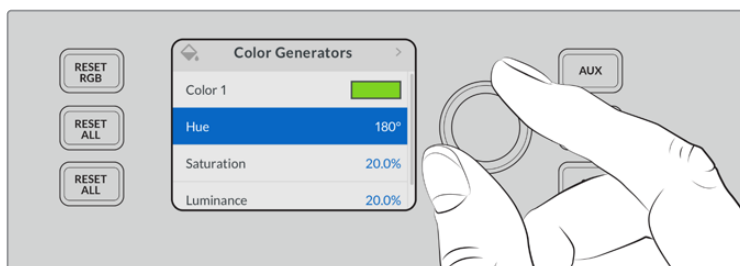 RESET
RGB
RESET
ALL
RESET
ALL
Color Generators
Color 1
Hue 180°
Saturation 20.0%
Luminance 20.0%
AUX